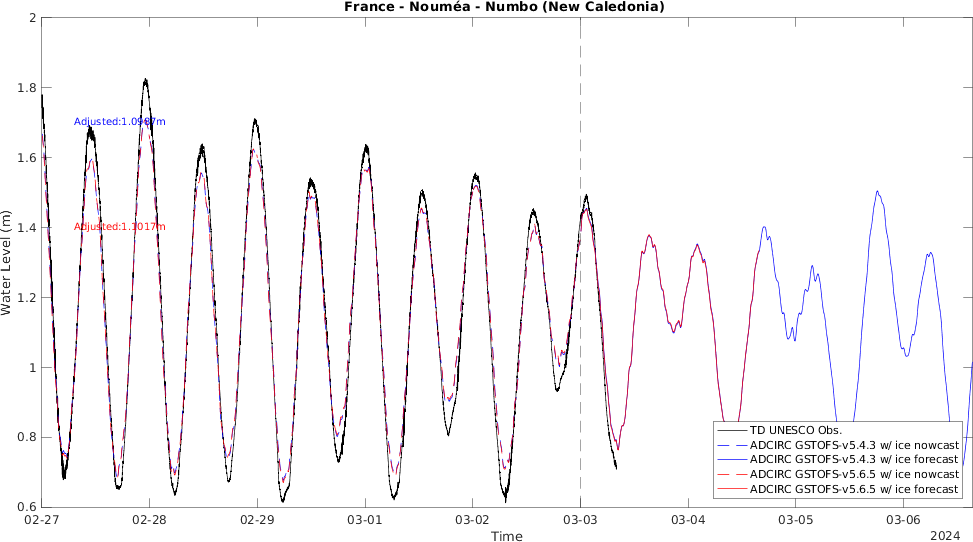 France - Nouméa - Numbo (New Caledonia)
2
1.8
1.6
1.4
1.2
1
0.8
0.6
Water Level (m)
Adjusted:1.0987m
Adjusted:1.1017m
TD UNESCO Obs.
ADCIRC GSTOFS-v5.4.3 w/ ice nowcast
ADCIRC GSTOFS-v5.4.3 w/ ice forecast
ADCIRC GSTOFS-v5.6.5 w/ ice nowcast
ADCIRC GSTOFS-v5.6.5 w/ ice forecast
02-27 02-28 02-29 03-01 03-02 03-03 03-04 03-05 03-06
Time
2024